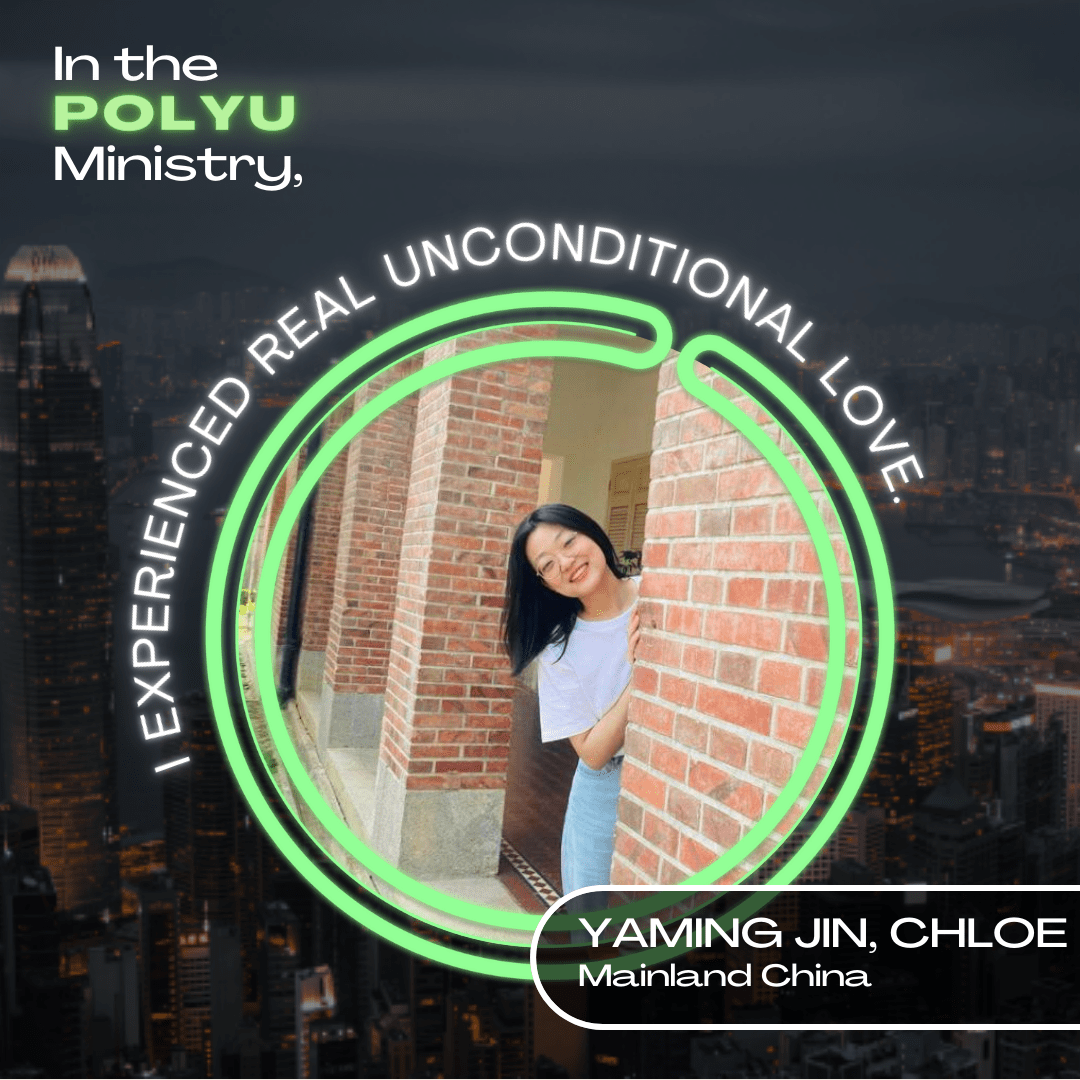 In the
POLYU
Ministry,
I EXPERIENCED REAL UNCONDITIONAL LOVE.
YAMING JIN, CHLOE
Mainland China